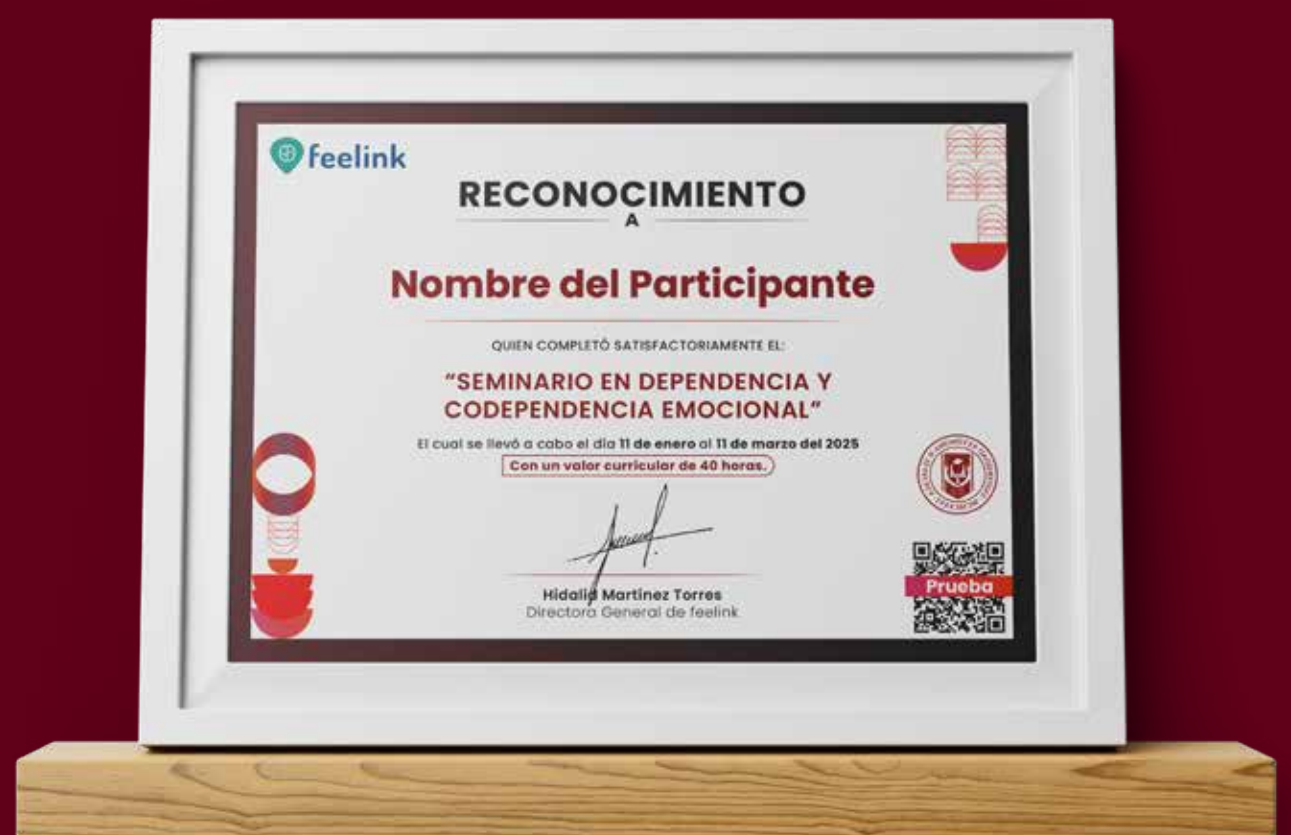 feelink
RECONOCIMIENTO
A
Nombre del Participante
QUIEN COMPLETÓ SATISFACTORIAMENTE EL:
“SEMINARIO EN DEPENDENCIA Y
CODEPENDENCIA EMOCIONAL”
El cual se llevó a cabo el día 11 de enero al 11 de marzo del 2025
Con un valor curricular de 40 horas.
Hidalid Martínez Torres
Directora General de feelink
Prueba